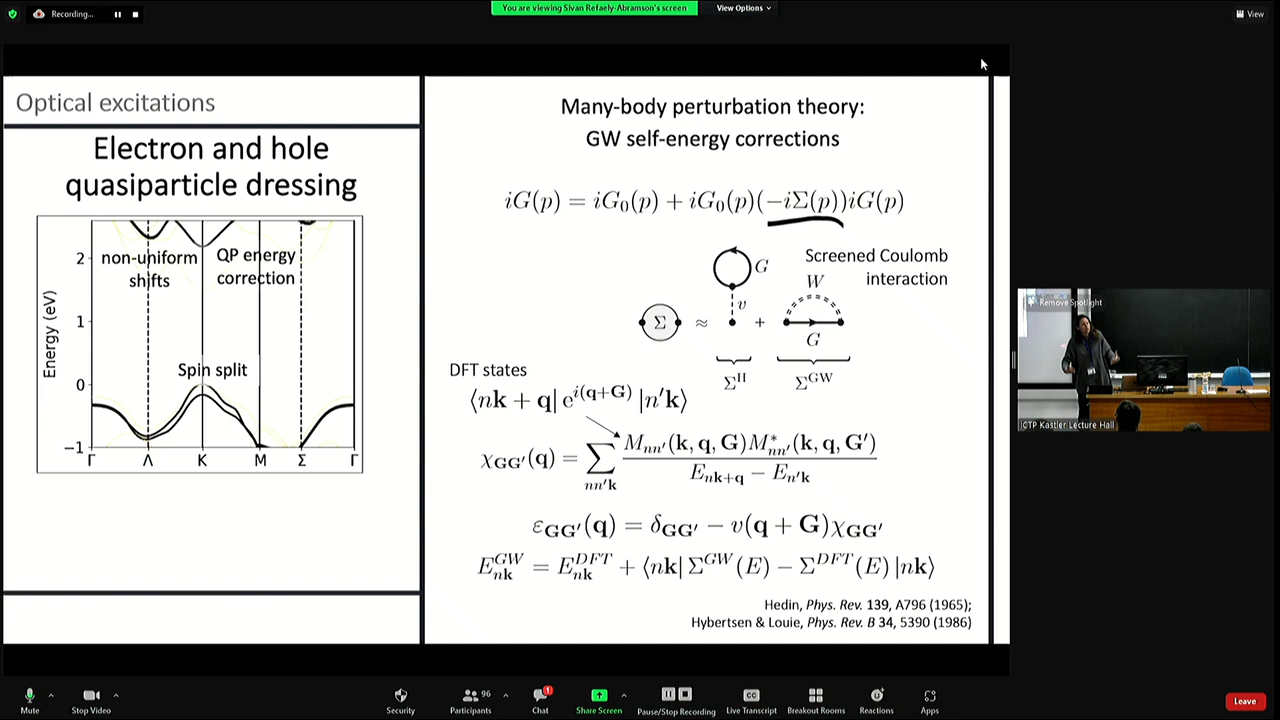 Recording...
You are viewing Sivan Refaely-Abramson's screen
View Options
View
Optical excitations
Electron and hole
quasiparticle dressing
non-uniform
shifts
QP energy
correction
Spin split
Energy (eV)
2
1
0
−1
Γ Λ K M Σ Γ
Many-body perturbation theory:
GW self-energy corrections
iG(p) = iG₀(p) + iG₀(p)(−iΣ(p))iG(p)
Screened Coulomb
interaction
G
v
W
G
Σ ≈ +
Σᴴ Σᴳᵂ
DFT states
⟨nk + q| e^{i(q+G)} |n′k⟩
χ_{GG′}(q) = ∑_{nn′k} M_{nn′}(k, q, G)M*_{nn′}(k, q, G′) / E_{nk+q} − E_{n′k}
ε_{GG′}(q) = δ_{GG′} − v(q + G)χ_{GG′}
E^{GW}_{nk} = E^{DFT}_{nk} + ⟨nk| Σ^{GW}(E) − Σ^{DFT}(E) |nk⟩
Hedin, Phys. Rev. 139, A796 (1965);
Hybertsen & Louie, Phys. Rev. B 34, 5390 (1986)
Remove Spotlight
ICTP Kastler Lecture Hall
Mute
Stop Video
Security
Participants
96
Chat
1
Share Screen
Pause/Stop Recording
CC
Live Transcript
Breakout Rooms
Reactions
Apps
Leave